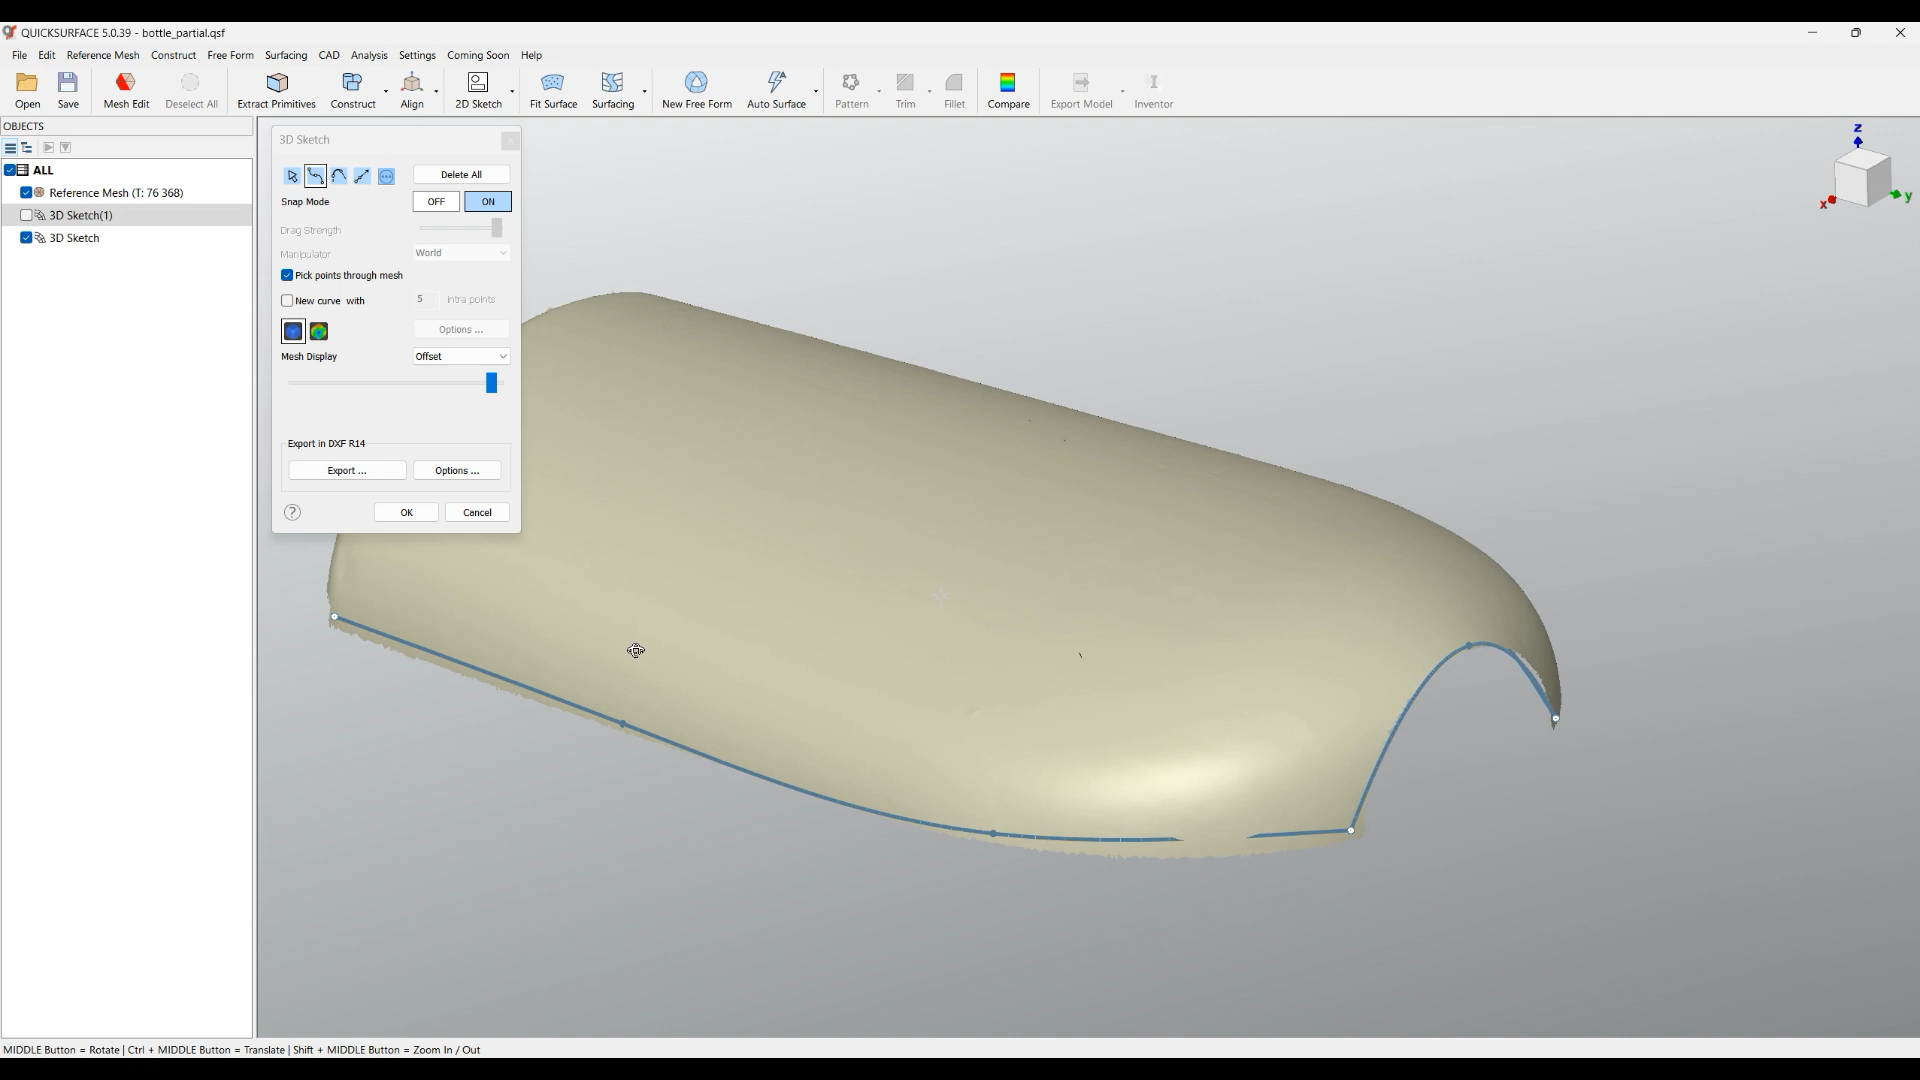 QUICKSURFACE 5.0.39 - bottle_partial.qsf
File Edit Reference Mesh Construct Free Form Surfacing CAD Analysis Settings Coming Soon Help
Open Save Mesh Edit Deselect All Extract Primitives Construct Align 2D Sketch Fit Surface Surfacing New Free Form Auto Surface Pattern Trim Fillet Compare Export Model Inventor
OBJECTS
ALL
Reference Mesh (T: 76 368)
3D Sketch(1)
3D Sketch
3D Sketch
Delete All
Snap Mode OFF ON
Drag Strength
Manipulator World
Pick points through mesh
New curve with 5 Intra points
Options ...
Mesh Display Offset
Export in DXF R14
Export ... Options ...
? OK Cancel
z
x y
MIDDLE Button = Rotate | Ctrl + MIDDLE Button = Translate | Shift + MIDDLE Button = Zoom In / Out